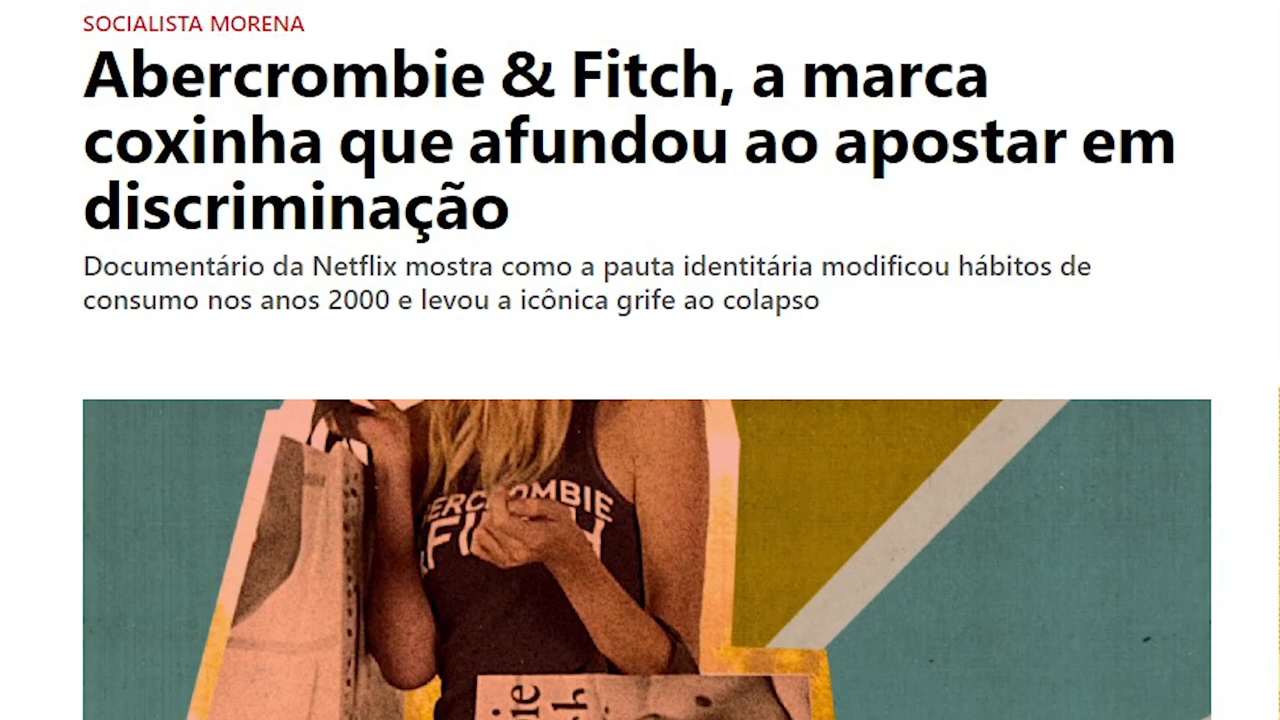 SOCIALISTA MORENA
Abercrombie & Fitch, a marca
coxinha que afundou ao apostar em
discriminação
Documentário da Netflix mostra como a pauta identitária modificou hábitos de
consumo nos anos 2000 e levou a icônica grife ao colapso